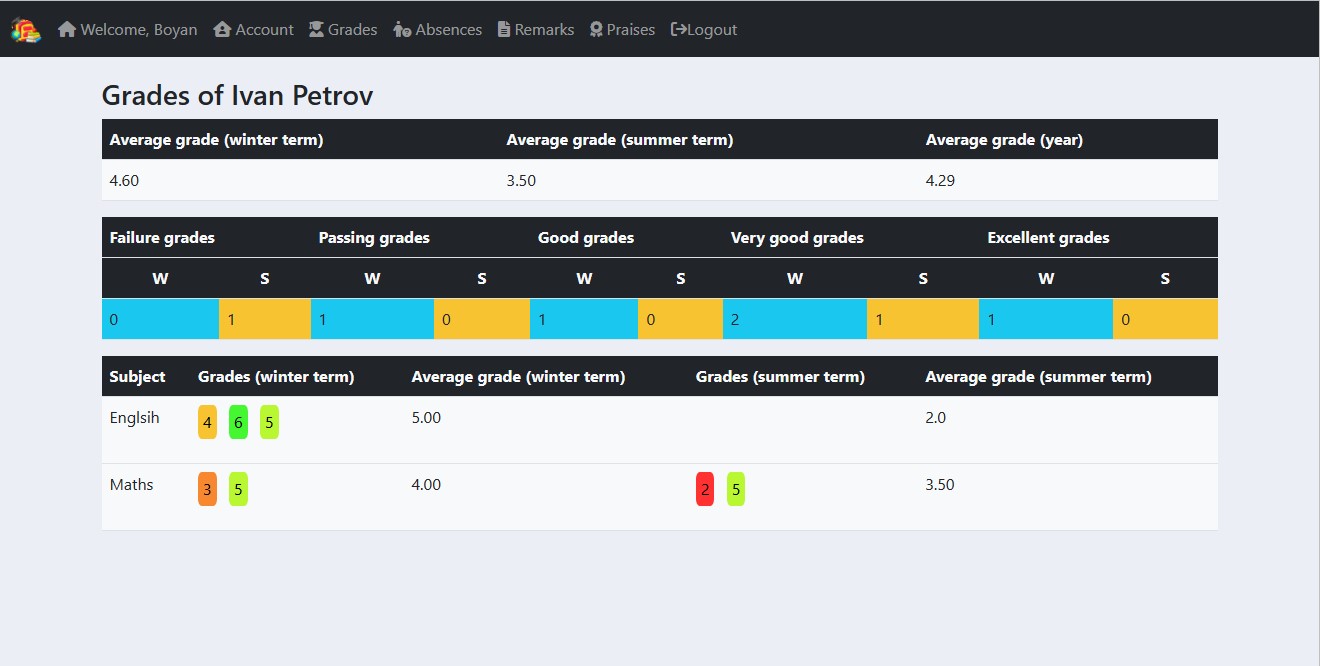 Welcome, Boyan Account Grades Absences Remarks Praises Logout
Grades of Ivan Petrov
Average grade (winter term) Average grade (summer term) Average grade (year)
4.60 3.50 4.29
Failure grades Passing grades Good grades Very good grades Excellent grades
W S W S W S W S W S
0 1 1 0 1 0 2 1 1 0
Subject Grades (winter term) Average grade (winter term) Grades (summer term) Average grade (summer term)
Englsih 4 6 5 5.00 2.0
Maths 3 5 4.00 2 5 3.50